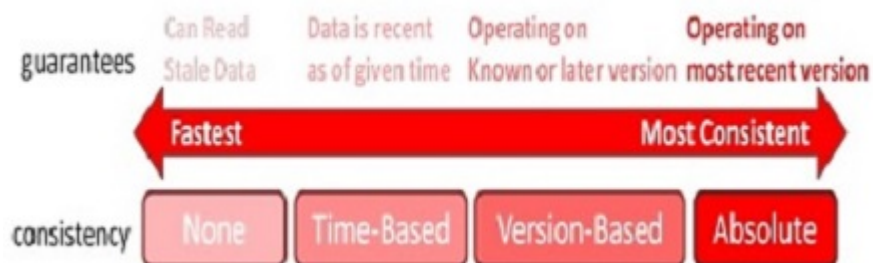 guarantees
Can Read
Stale Data
Data is recent
as of given time
Operating on
Known or later version
Operating on
most recent version
Fastest
Most Consistent
consistency
None
Time-Based
Version-Based
Absolute